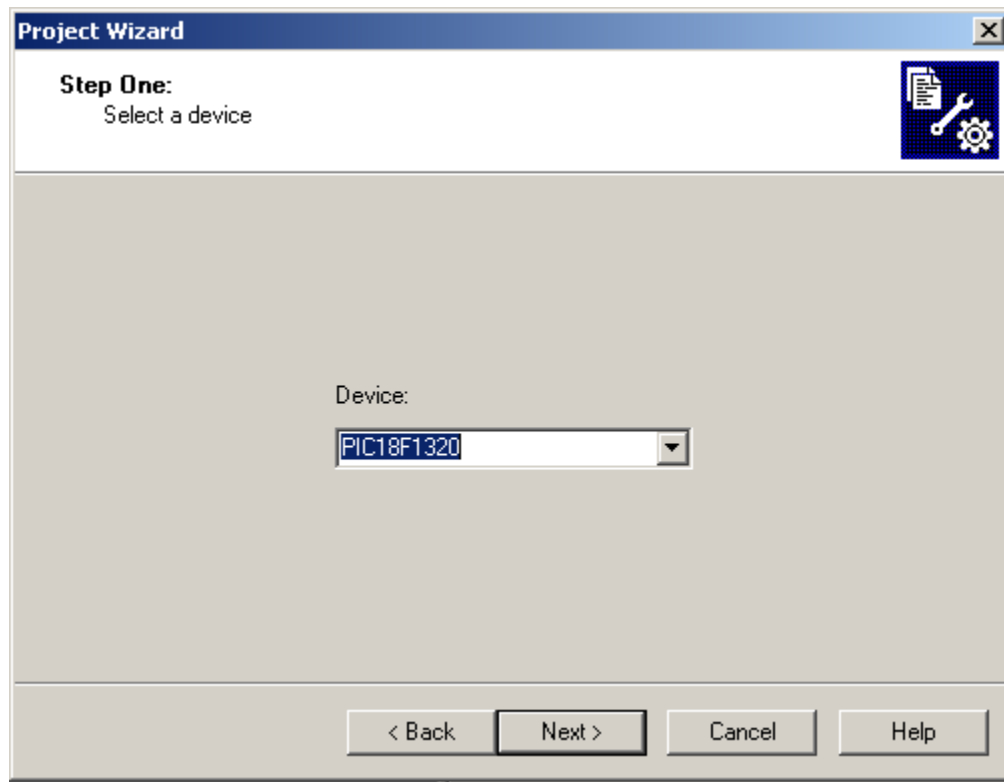 Project Wizard
Step One:
Select a device
Device:
PIC18F1320
< Back Next > Cancel Help